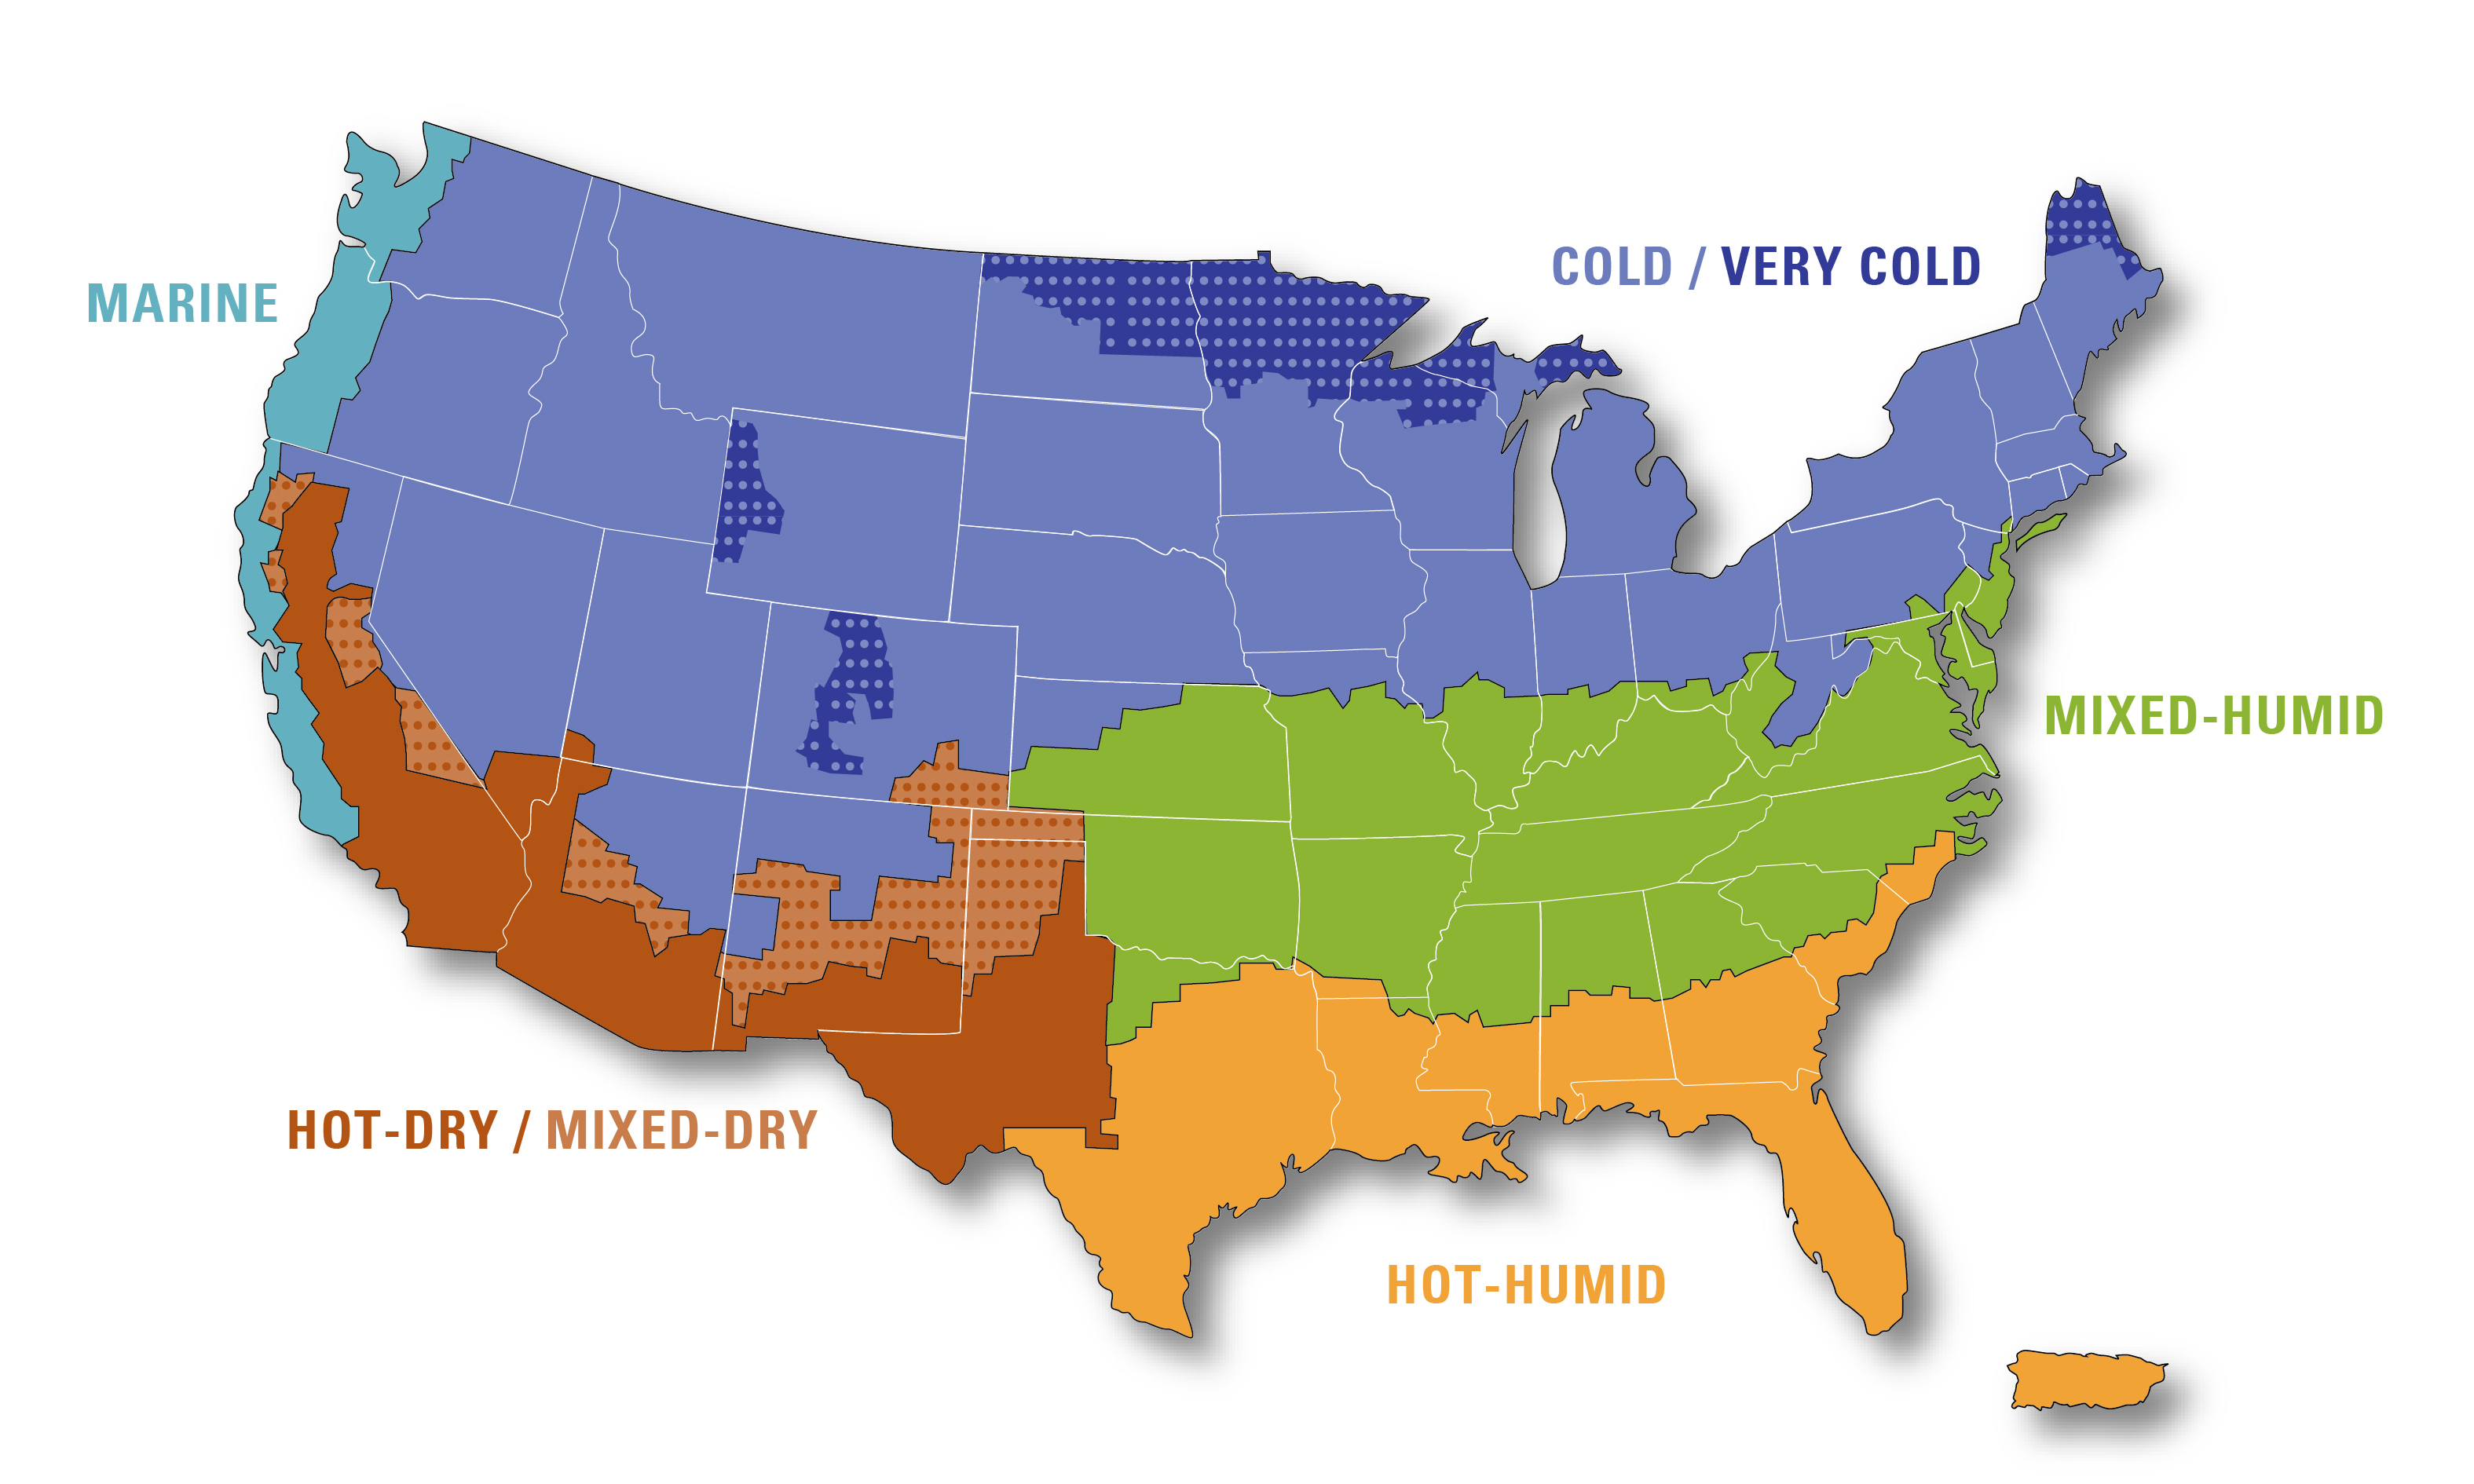 COLD / VERY COLD
MARINE
MIXED-HUMID
HOT-DRY / MIXED-DRY
HOT-HUMID